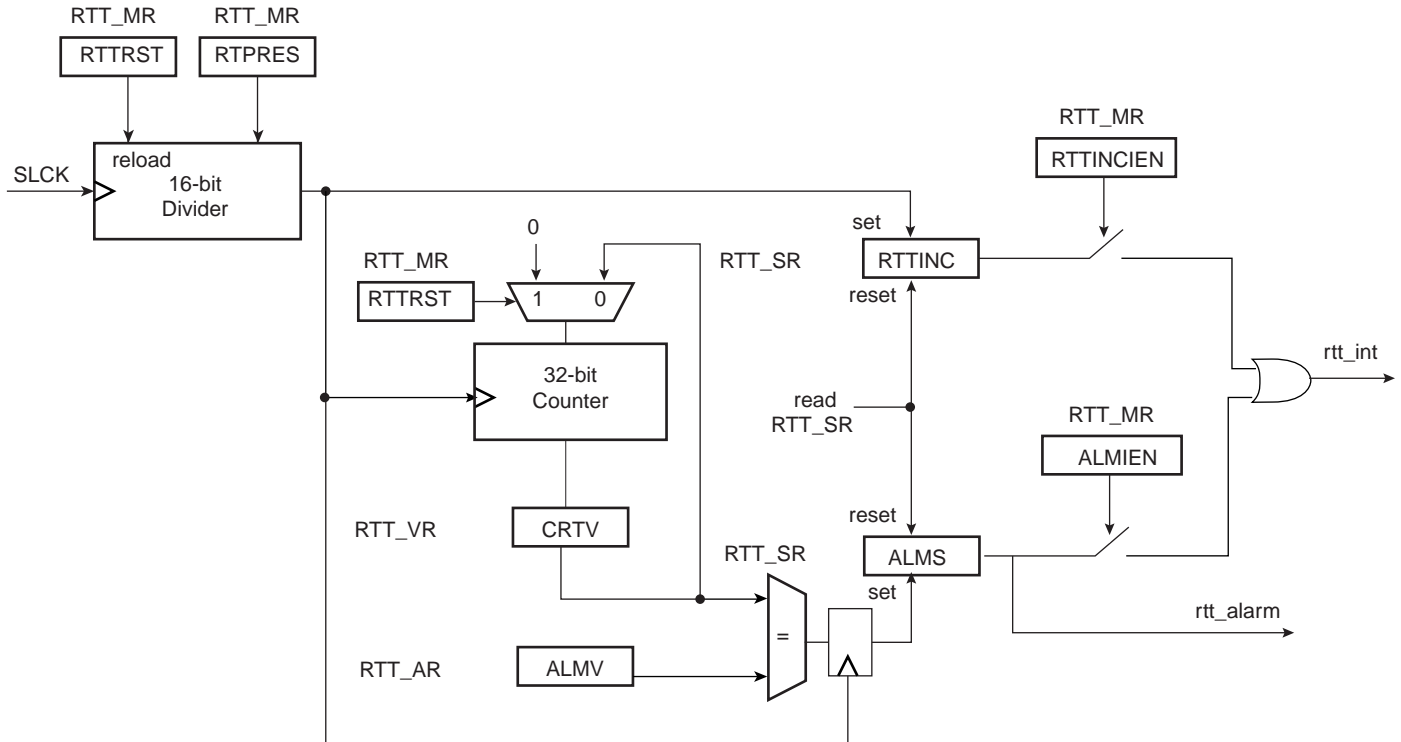 RTT_MR
RTT_MR
RTTRST
RTPRES
reload
16-bit
Divider
SLCK
RTT_MR
RTTINCIEN
0
set
RTT_MR
RTT_SR
RTTINC
RTTRST
1
0
reset
32-bit
Counter
rtt_int
read
RTT_SR
RTT_MR
ALMIEN
reset
RTT_VR
CRTV
RTT_SR
ALMS
set
rtt_alarm
=
RTT_AR
ALMV